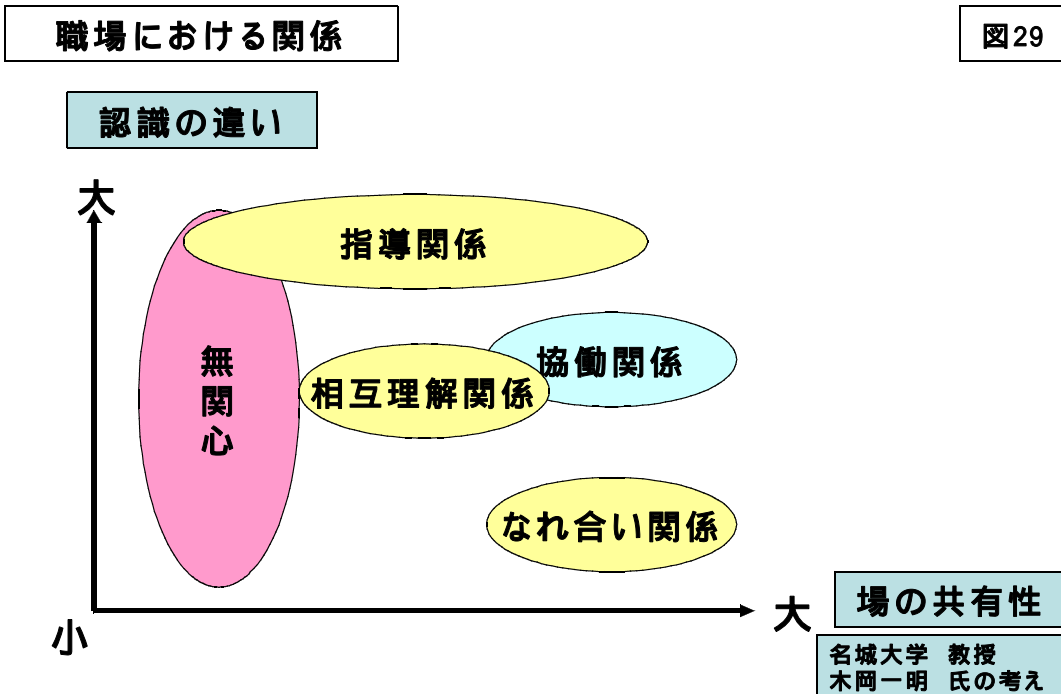 職場における関係
図29
認識の違い
大
指導関係
無関心
協働関係
相互理解関係
なれ合い関係
小
大
場の共有性
名城大学 教授
木岡一明 氏の考え